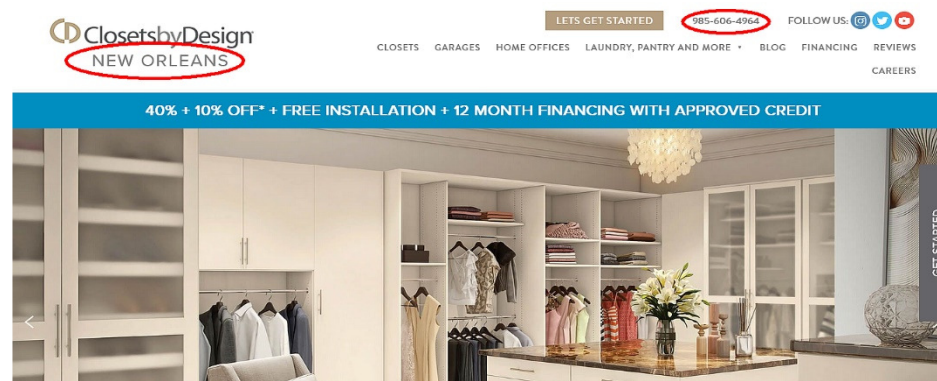 LETS GET STARTED 985-606-4964 FOLLOW US:
ClosetsbyDesign
NEW ORLEANS
CLOSETS GARAGES HOME OFFICES LAUNDRY, PANTRY AND MORE BLOG FINANCING REVIEWS
CAREERS
40% + 10% OFF* + FREE INSTALLATION + 12 MONTH FINANCING WITH APPROVED CREDIT
GET STARTED